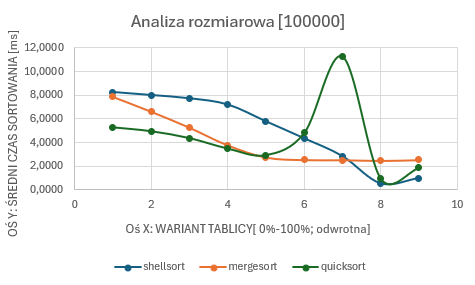 Analiza rozmiarowa [100000]
OŚ Y: ŚREDNI CZAS SORTOWANIA [ms]
12,0000
10,0000
8,0000
6,0000
4,0000
2,0000
0,0000
0 2 4 6 8 10
Oś X: WARIANT TABLICY[ 0%-100%; odwrotna]
shellsort mergesort quicksort